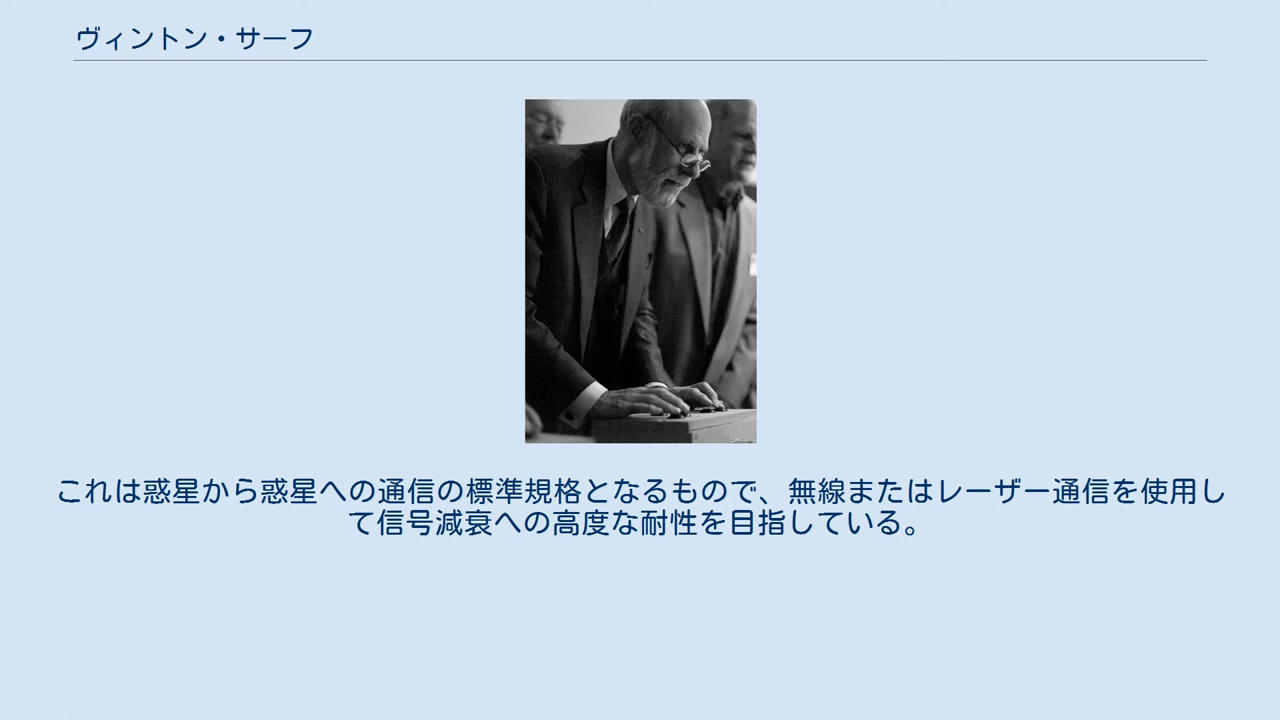 ヴィントン・サーフ
これは惑星から惑星への通信の標準規格となるもので、無線またはレーザー通信を使用し
て信号減衰への高度な耐性を目指している。